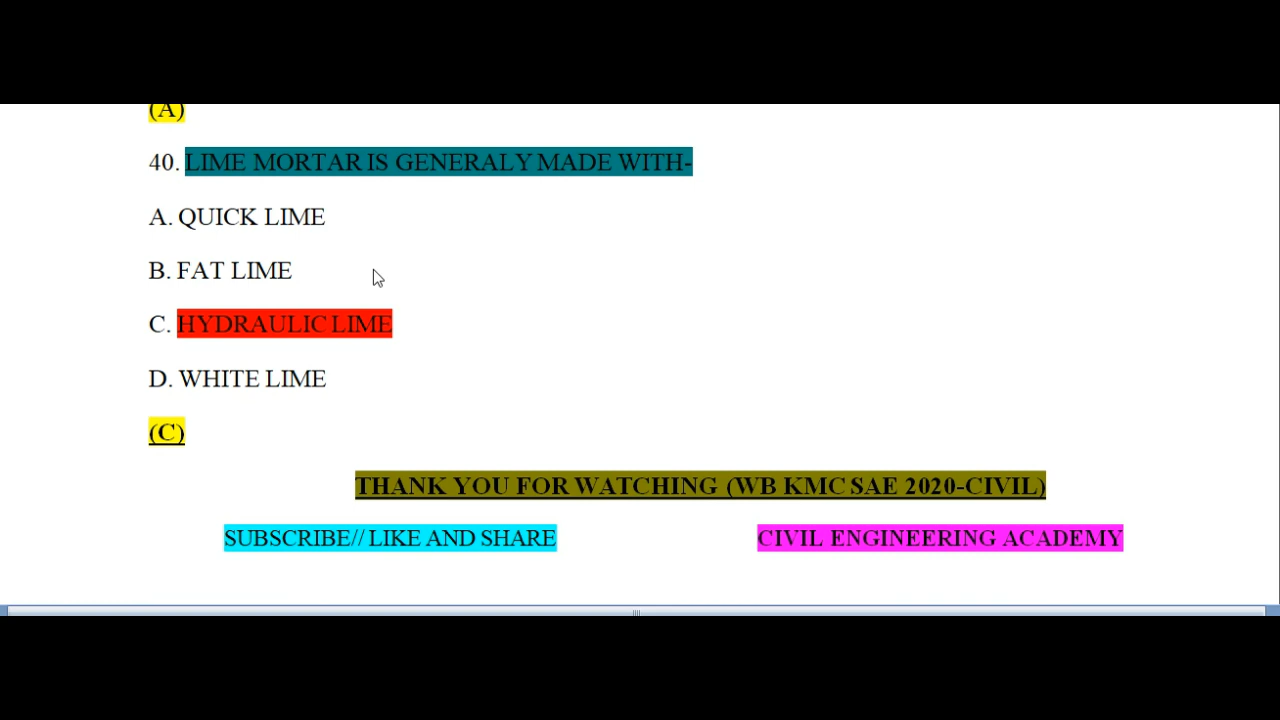 (A)
40. LIME MORTAR IS GENERALY MADE WITH-
A. QUICK LIME
B. FAT LIME
C. HYDRAULIC LIME
D. WHITE LIME
(C)
THANK YOU FOR WATCHING (WB KMC SAE 2020-CIVIL)
SUBSCRIBE// LIKE AND SHARE CIVIL ENGINEERING ACADEMY